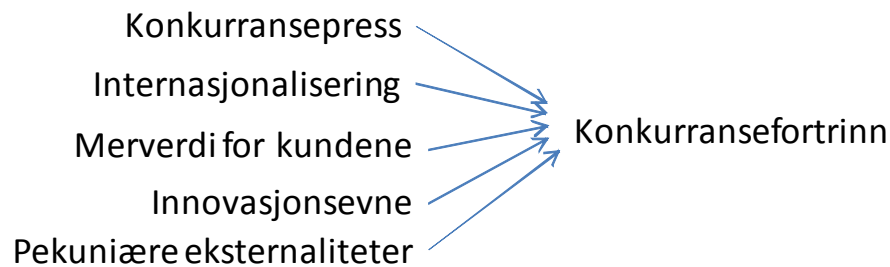 Konkurransepress
Internasjonalisering
Merverdi for kundene
Konkurransefortrinn
Innovasjonsevne
Pekuniære eksternaliteter